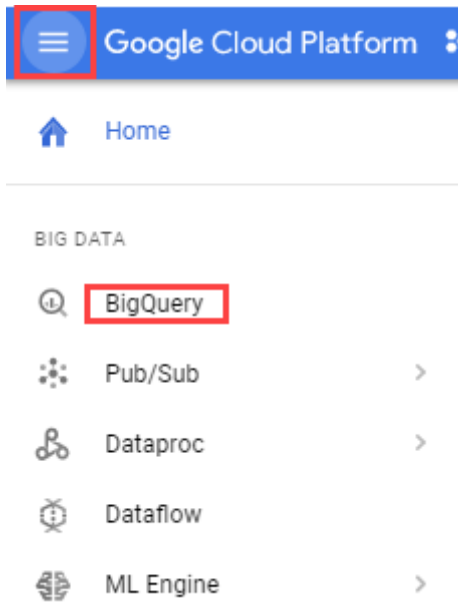 Google Cloud Platform
Home
BIG DATA
BigQuery
Pub/Sub
Dataproc
Dataflow
ML Engine